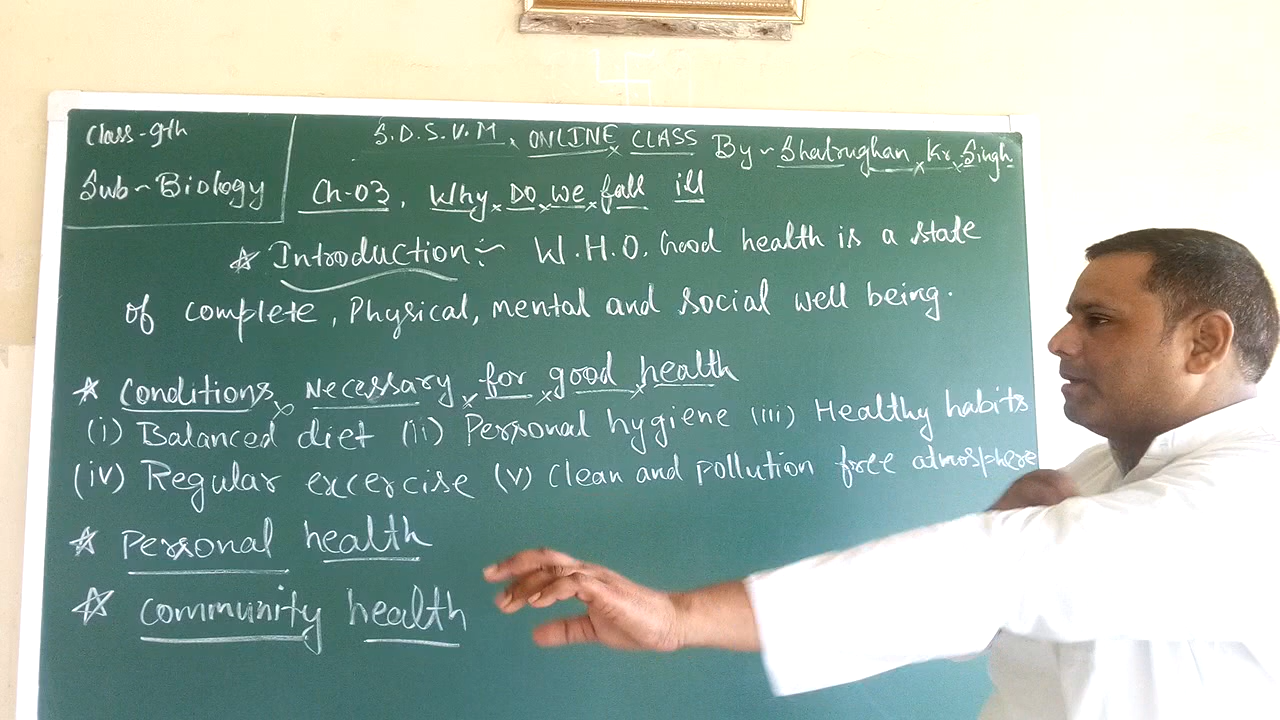 Class-9th
Sub- Biology
S.D.S.V.M, ONLINE CLASS By- Shatrughan Kr. Singh
Ch-03, Why Do we fall ill
Introduction:- W.H.O. Good health is a state
of complete, Physical, mental and social well being.
Conditions Necessary for good health
(i) Balanced diet (ii) Personal hygiene (iii) Healthy habits
(iv) Regular excercise (v) Clean and pollution free atmosphere
Personal health
Community health